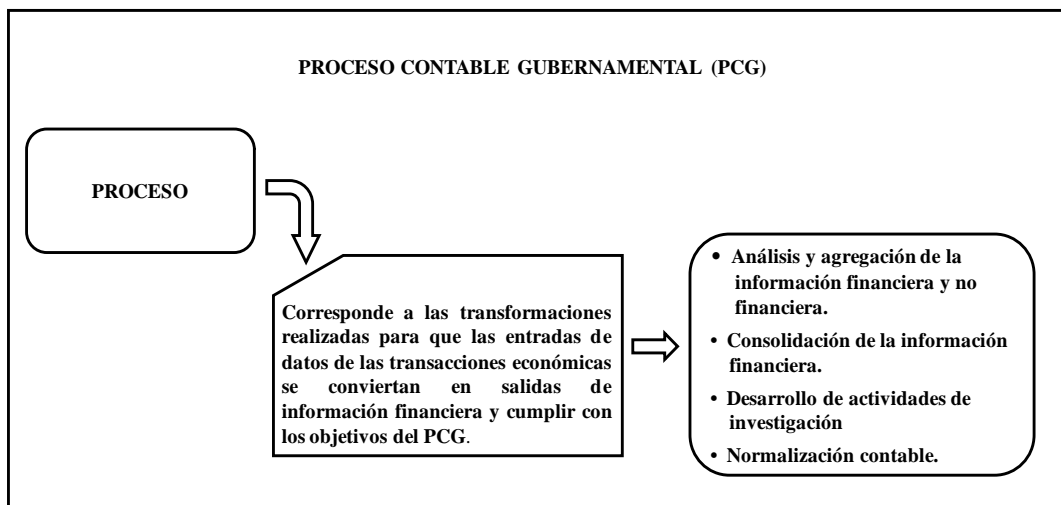 PROCESO CONTABLE GUBERNAMENTAL (PCG)
PROCESO
Corresponde a las transformaciones
realizadas para que las entradas de
datos de las transacciones económicas
se conviertan en salidas de
información financiera y cumplir con
los objetivos del PCG.
• Análisis y agregación de la
información financiera y no
financiera.
• Consolidación de la información
financiera.
• Desarrollo de actividades de
investigación
• Normalización contable.